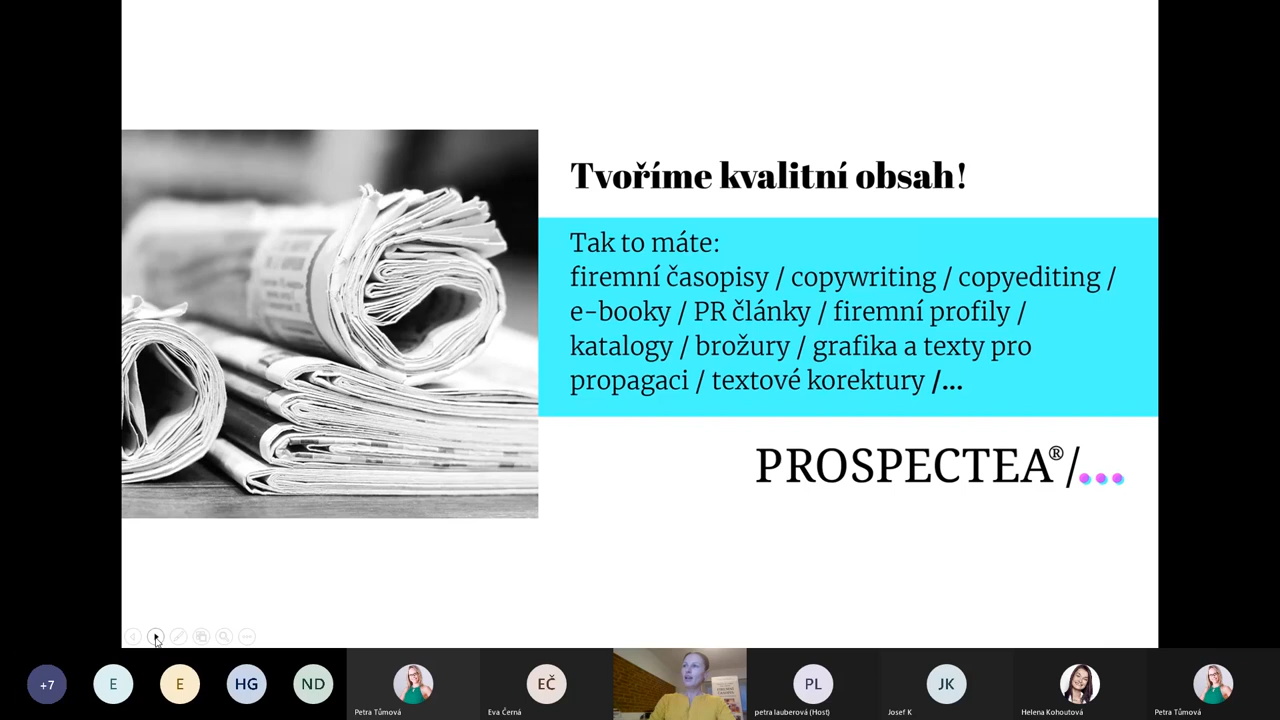 Tvoříme kvalitní obsah!
Tak to máte:
firemní časopisy / copywriting / copyediting /
e-booky / PR články / firemní profily /
katalogy / brožury / grafika a texty pro
propagaci / textové korektury /...
PROSPECTEA®/...
+7
E
E
HG
ND
Petra Tůmová
EČ
Eva Černá
PL
petra lauberová (Host)
JK
Josef K
Helena Kohoutová
Petra Tůmová